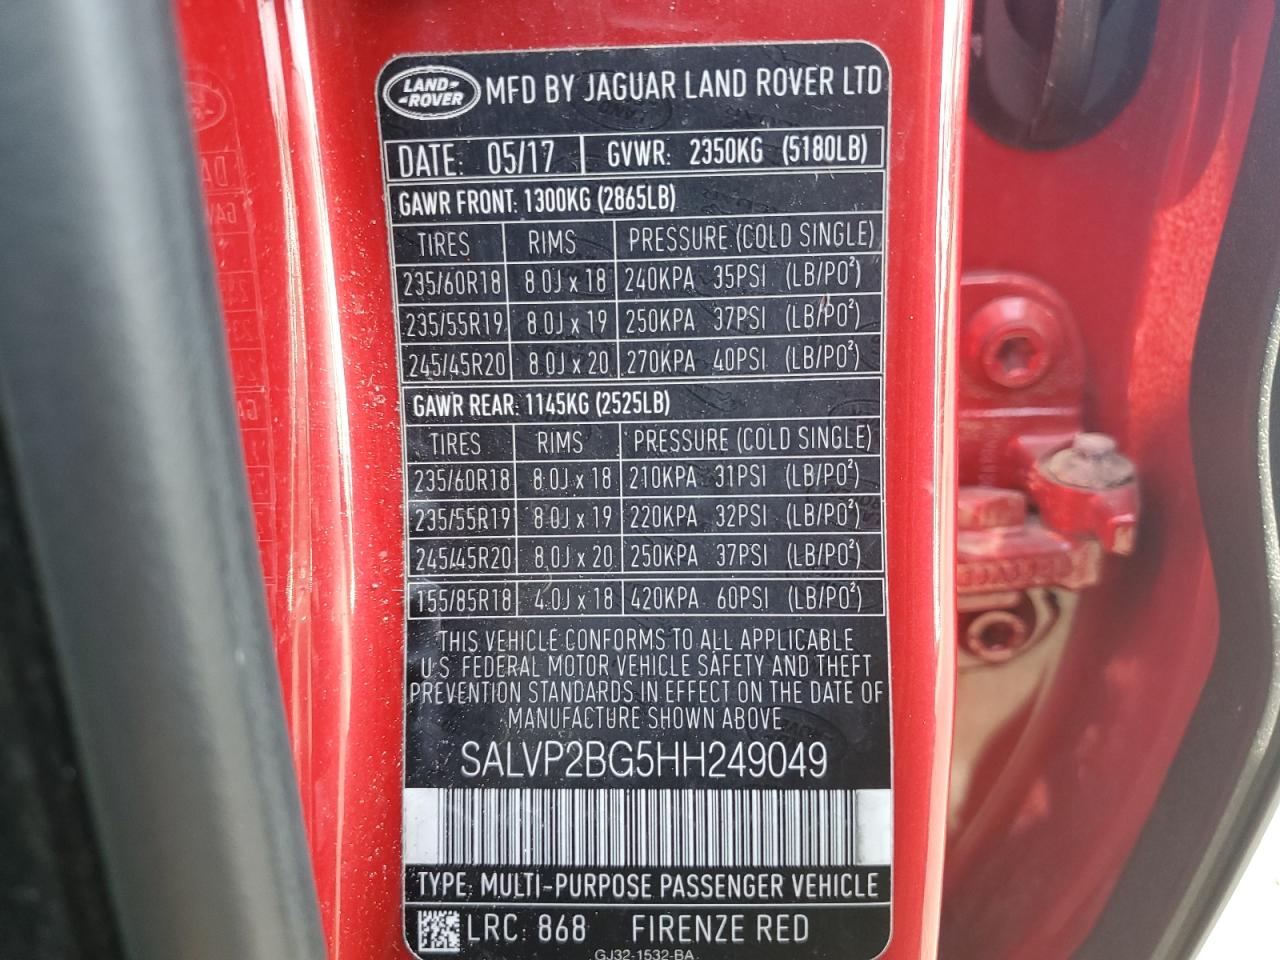 LAND-ROVER MFD BY JAGUAR LAND ROVER LTD
DATE: 05/17 GVWR: 2350KG (5180LB)
GAWR FRONT: 1300KG (2865LB)
TIRES RIMS PRESSURE (COLD SINGLE)
235/60R18 8.0J x 18 240KPA 35PSI (LB/PO²)
235/55R19 8.0J x 19 250KPA 37PSI (LB/PO²)
245/45R20 8.0J x 20 270KPA 40PSI (LB/PO²)
GAWR REAR: 1145KG (2525LB)
TIRES RIMS PRESSURE (COLD SINGLE)
235/60R18 8.0J x 18 210KPA 31PSI (LB/PO²)
235/55R19 8.0J x 19 220KPA 32PSI (LB/PO²)
245/45R20 8.0J x 20 250KPA 37PSI (LB/PO²)
155/85R18 4.0J x 18 420KPA 60PSI (LB/PO²)
THIS VEHICLE CONFORMS TO ALL APPLICABLE
U.S. FEDERAL MOTOR VEHICLE SAFETY AND THEFT
PREVENTION STANDARDS IN EFFECT ON THE DATE OF
MANUFACTURE SHOWN ABOVE
SALVP2BG5HH249049
TYPE: MULTI-PURPOSE PASSENGER VEHICLE
LRC: 868 FIRENZE RED
GJ32-1532-BA